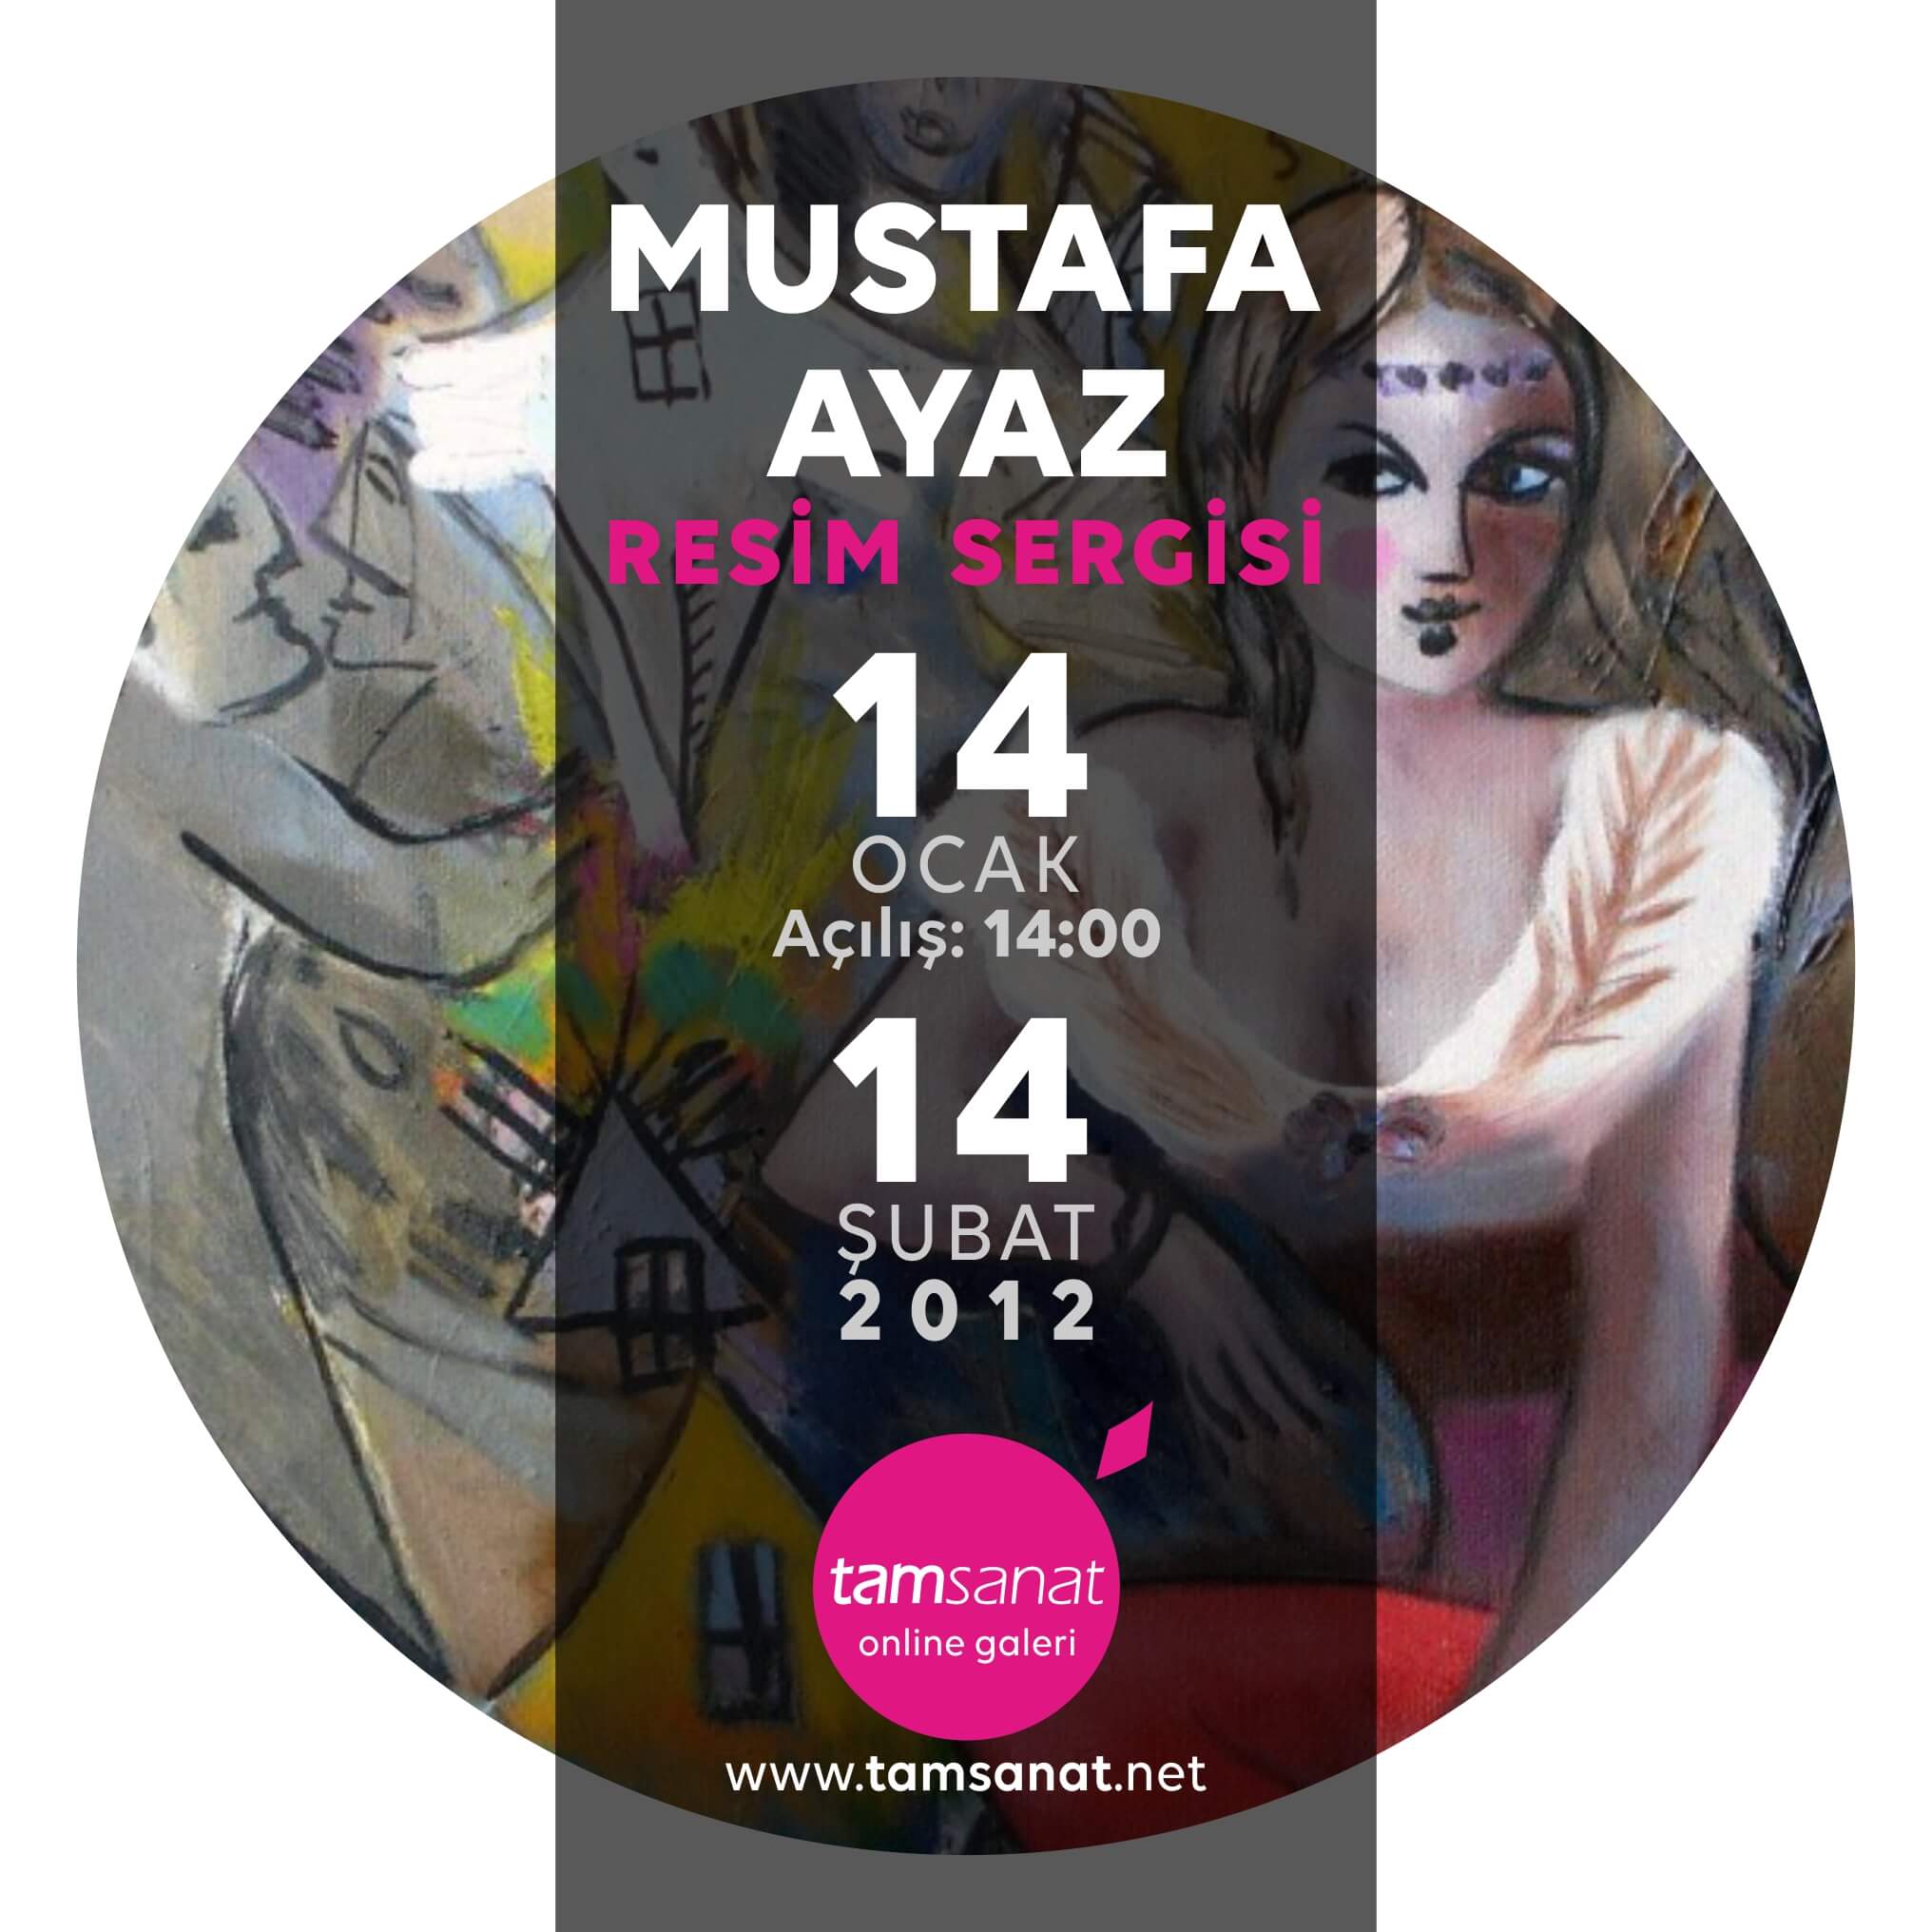 MUSTAFA
AYAZ
RESİM SERGİSİ
14
OCAK
Açılış: 14:00
14
ŞUBAT
2012
tamsanat
online galeri
www.tamsanat.net